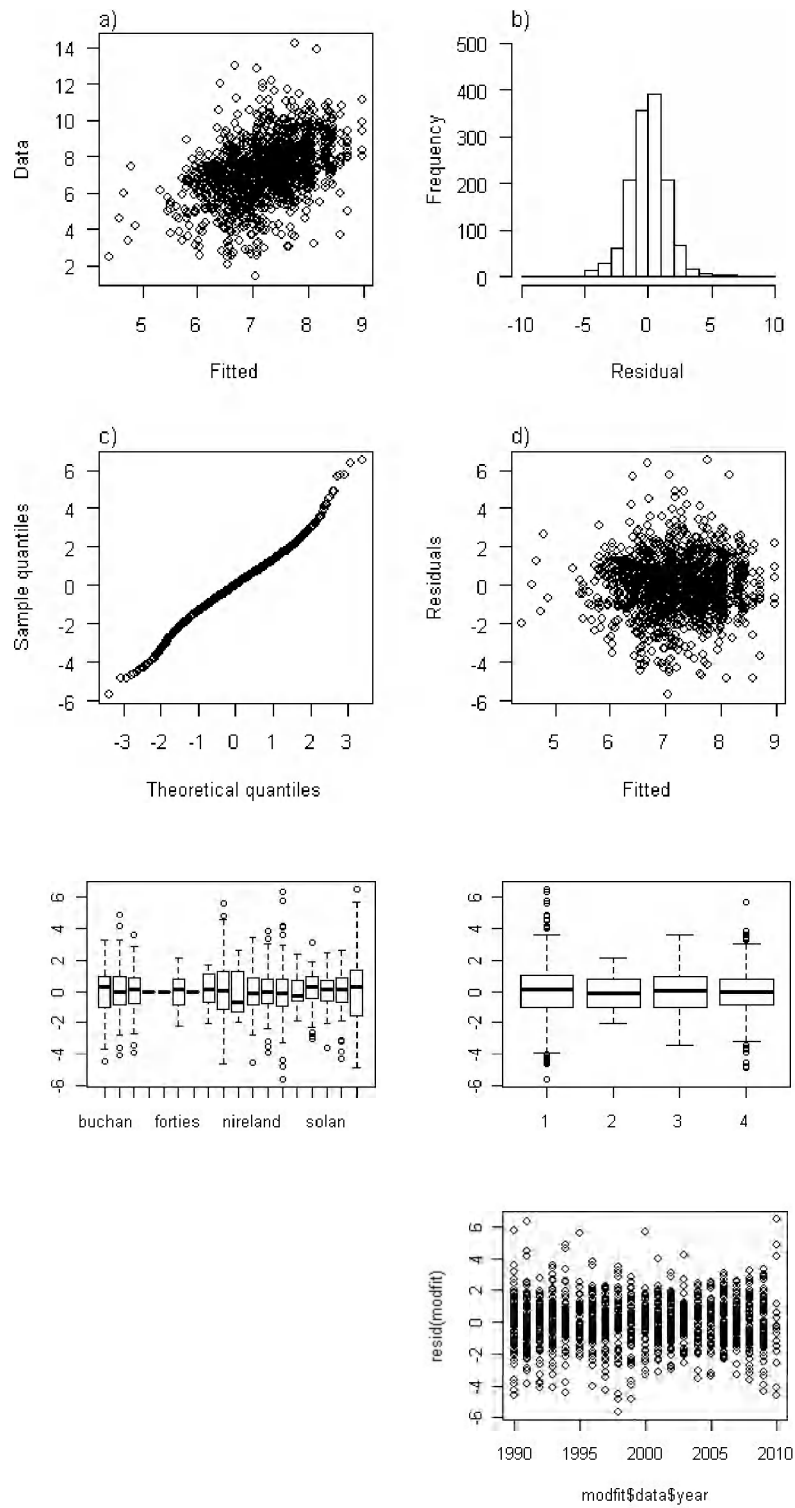 a)
14
12
10
8
6
4
2
Data
5 6 7 8 9
Fitted
b)
500
400
300
200
100
0
Frequency
-10 -5 0 5 10
Residual
c)
6
4
2
0
-2
-4
-6
Sample quantiles
-3 -2 -1 0 1 2 3
Theoretical quantiles
d)
6
4
2
0
-2
-4
-6
Residuals
5 6 7 8 9
Fitted
6
4
2
0
-2
-4
-6
buchan forties nireland solan
6
4
2
0
-2
-4
-6
1 2 3 4
6
4
2
0
-2
-4
-6
resid(modfit)
1990 1995 2000 2005 2010
modfit$data$year